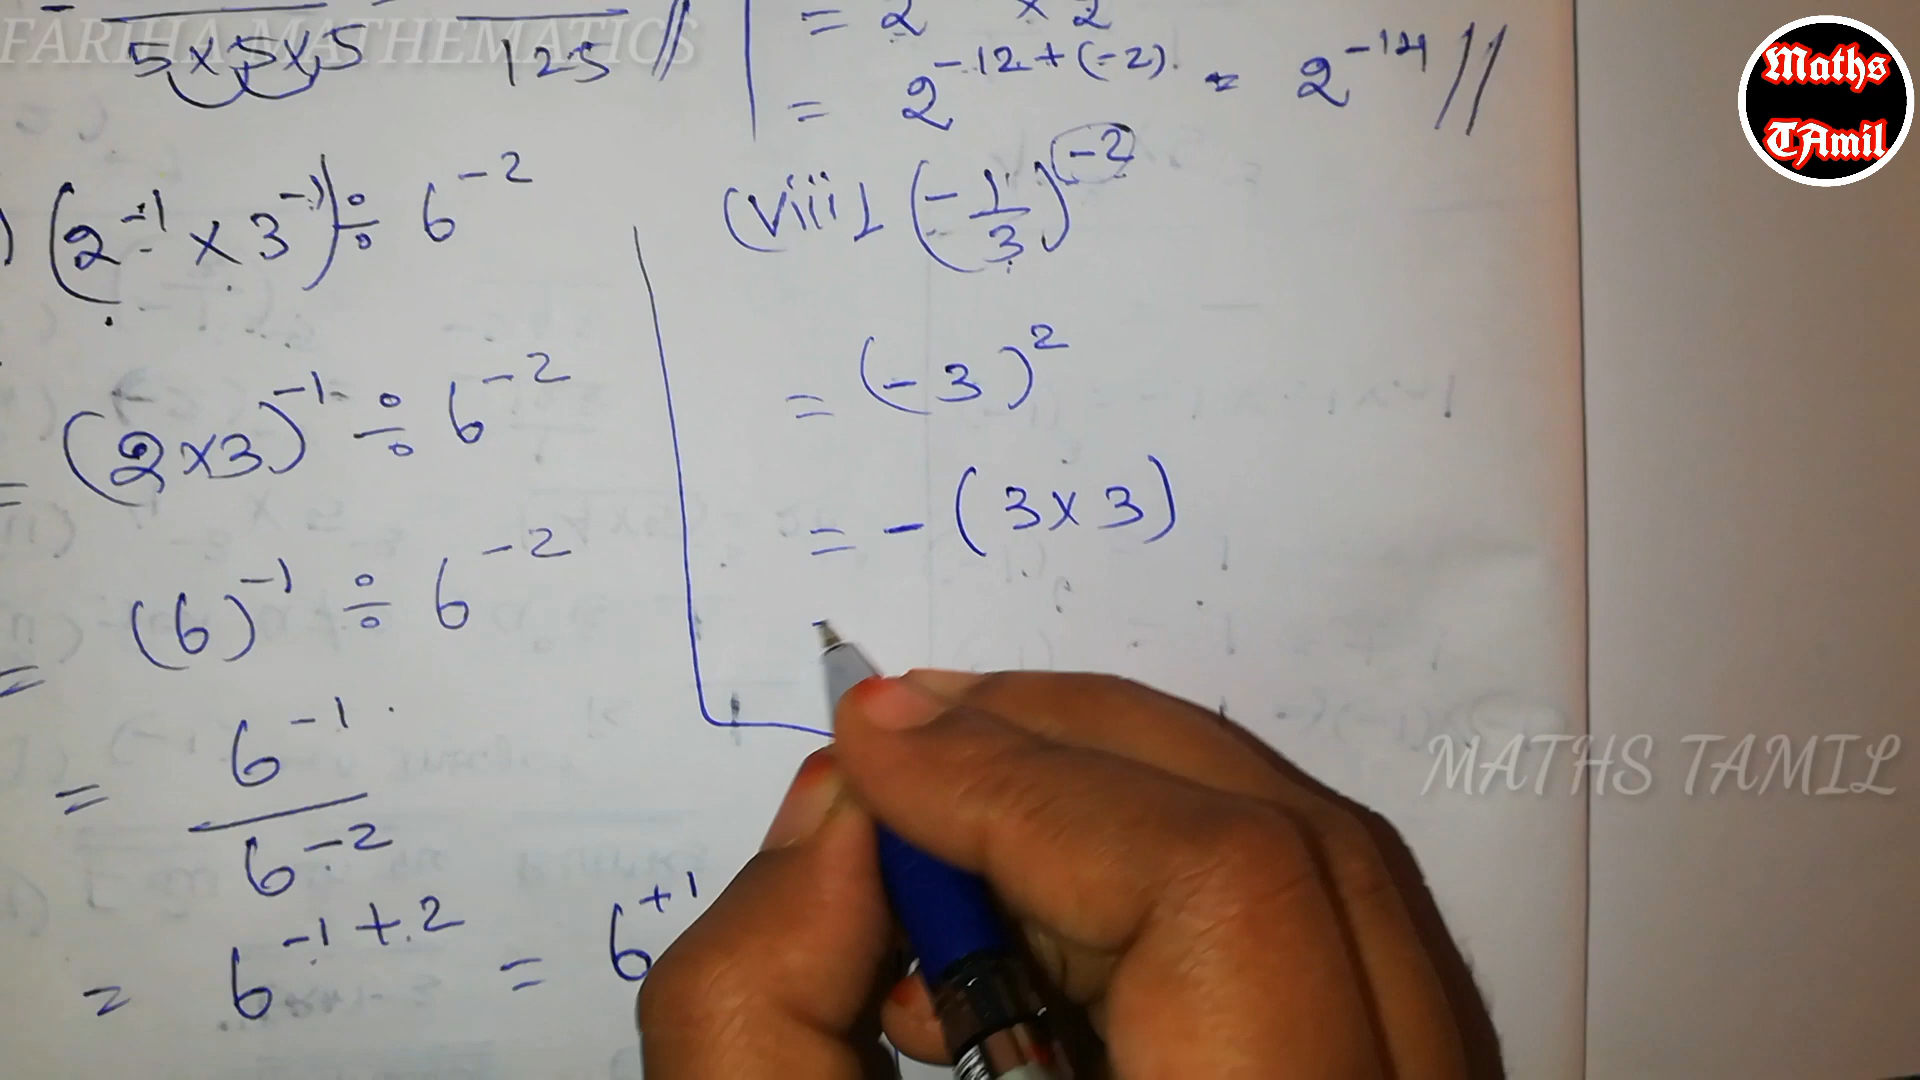 FARIHA MATHEMATICS
5×5×5 125 //
(2⁻¹ × 3⁻¹) ÷ 6⁻²
= (2×3)⁻¹ ÷ 6⁻²
= (6)⁻¹ ÷ 6⁻²
= 6⁻¹
6⁻²
= 6⁻¹⁺² = 6⁺¹
= 2 × 2
= 2⁻¹²⁺⁽⁻²⁾ = 2⁻¹⁴ //
(viii) (-1/3)⁻²
= (-3)²
= - (3×3)
Maths
TAmil
MATHS TAMIL